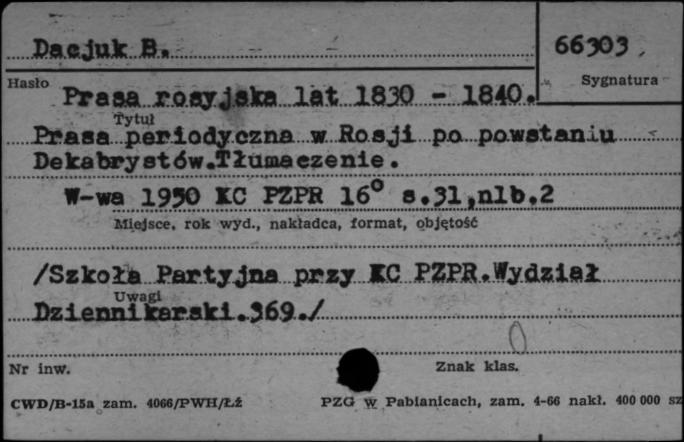 Dacjuk B.
66303
Hasło
Sygnatura
Prasa rosyjska lat 1830 - 1840.
Tytuł
Prasa periodyczna w Rosji po powstaniu
Dekabrystów.Tłumaczenie.
W-wa 1950 KC PZPR 16° s.31,nlb.2
Miejsce, rok wyd., nakładca, format, objętość
/Szkoła Partyjna przy KC PZPR.Wydział
Uwagi
Dziennikarski.369./
Nr inw.
Znak klas.
CWD/B-15a zam. 4066/PWH/Łź
PZG w Pabianicach, zam. 4-66 nakł. 400 000 sz